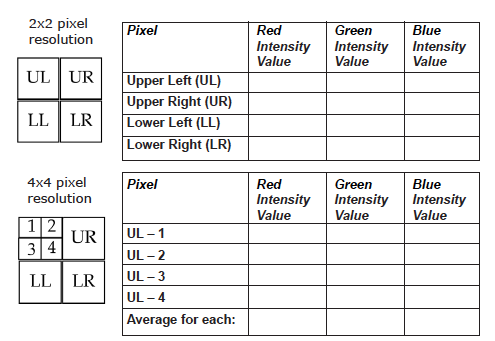 2x2 pixel
resolution
UL UR
LL LR
Pixel Red Green Blue
Intensity Intensity Intensity
Value Value Value
Upper Left (UL)
Upper Right (UR)
Lower Left (LL)
Lower Right (LR)
4x4 pixel
resolution
1 2
UR
3 4
LL LR
Pixel Red Green Blue
Intensity Intensity Intensity
Value Value Value
UL – 1
UL – 2
UL – 3
UL – 4
Average for each: